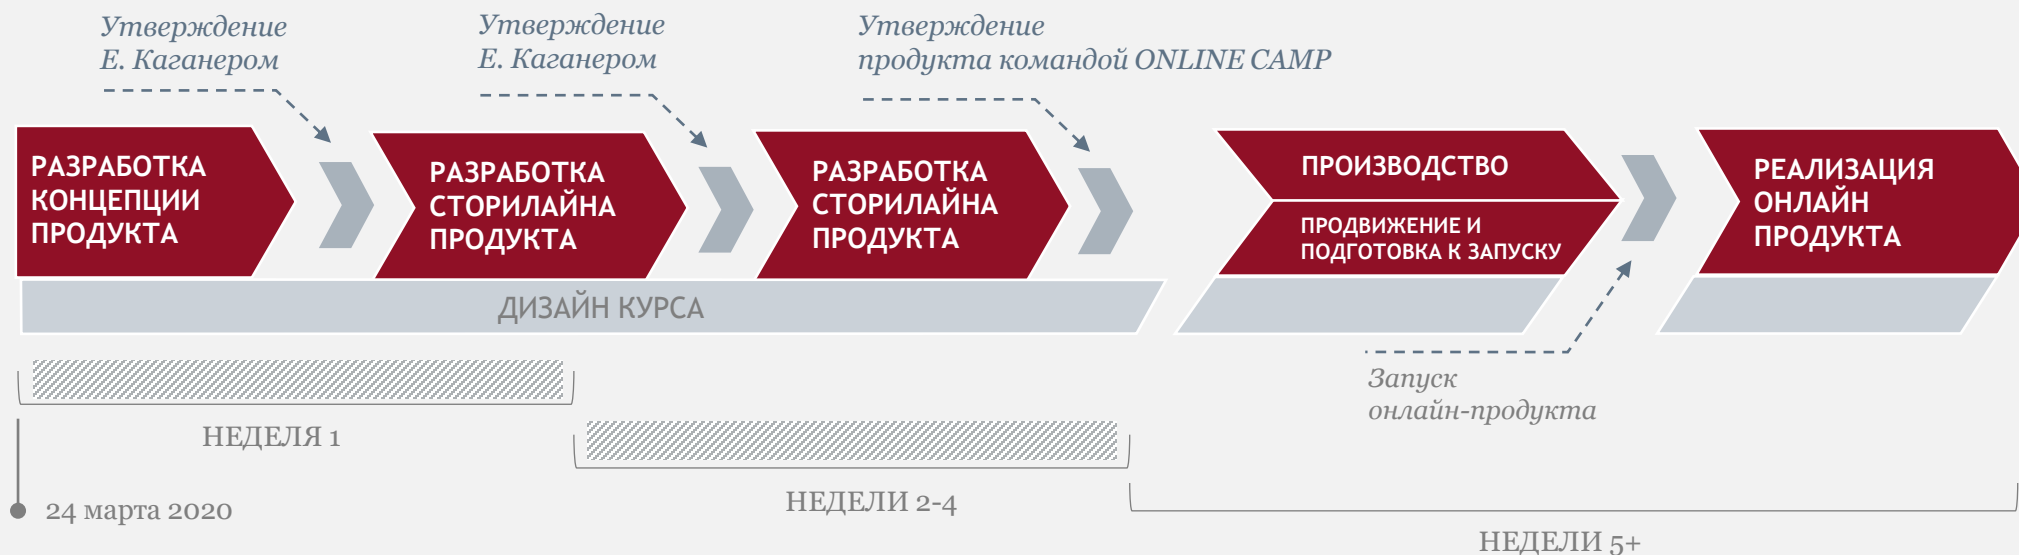 Утверждение
Е. Каганером
Утверждение
Е. Каганером
Утверждение
продукта командой ONLINE CAMP
РАЗРАБОТКА
КОНЦЕПЦИИ
ПРОДУКТА
РАЗРАБОТКА
СТОРИЛАЙНА
ПРОДУКТА
РАЗРАБОТКА
СТОРИЛАЙНА
ПРОДУКТА
ПРОИЗВОДСТВО
ПРОДВИЖЕНИЕ И
ПОДГОТОВКА К ЗАПУСКУ
РЕАЛИЗАЦИЯ
ОНЛАЙН
ПРОДУКТА
ДИЗАЙН КУРСА
Запуск
онлайн-продукта
НЕДЕЛЯ 1
НЕДЕЛИ 2-4
24 марта 2020
НЕДЕЛИ 5+